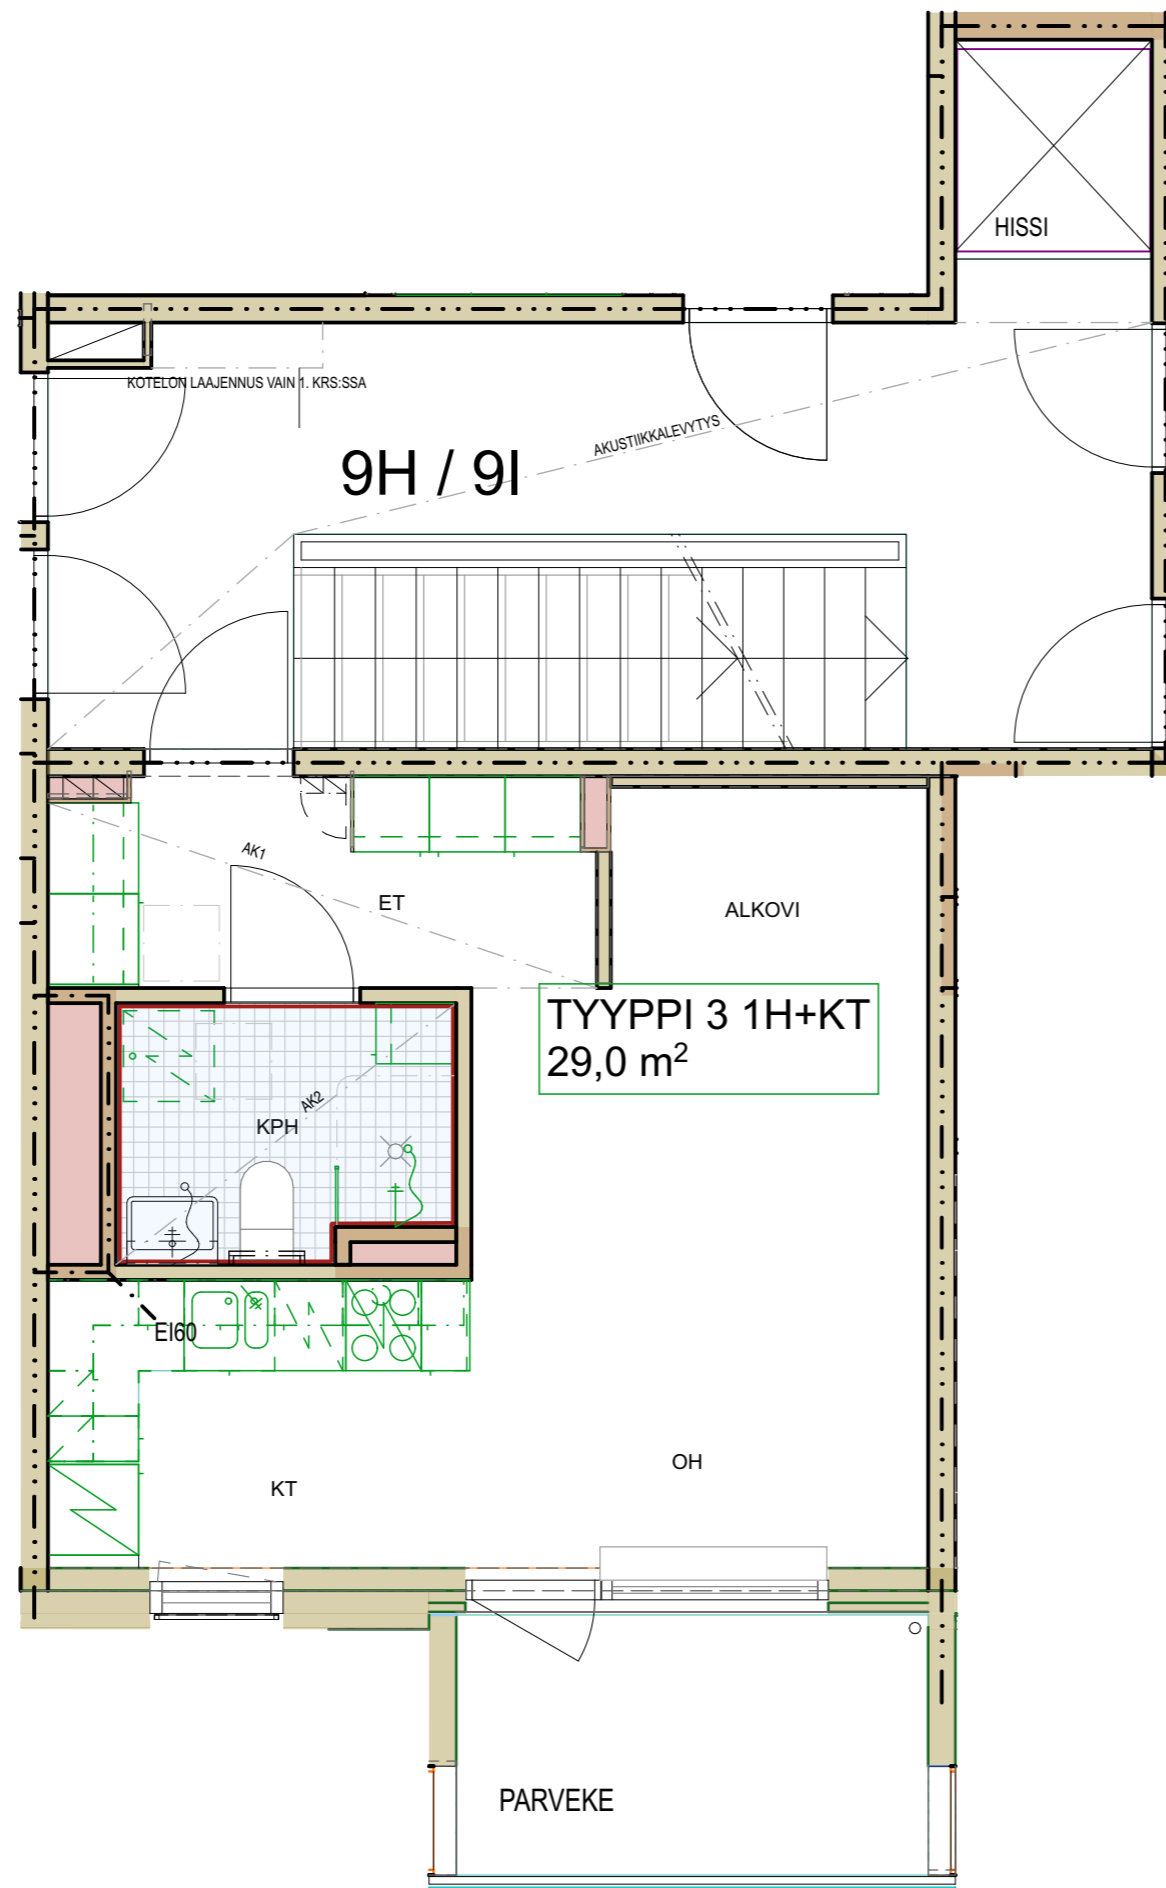 HISSI
KOTELON LAAJENNUS VAIN 1. KRS:SSA
AKUSTIIKKALEVYTYS
9H / 9I
AK1
ET
ALKOVI
TYYPPI 3 1H+KT
29,0 m²
AK2
KPH
EI60
KT
OH
PARVEKE